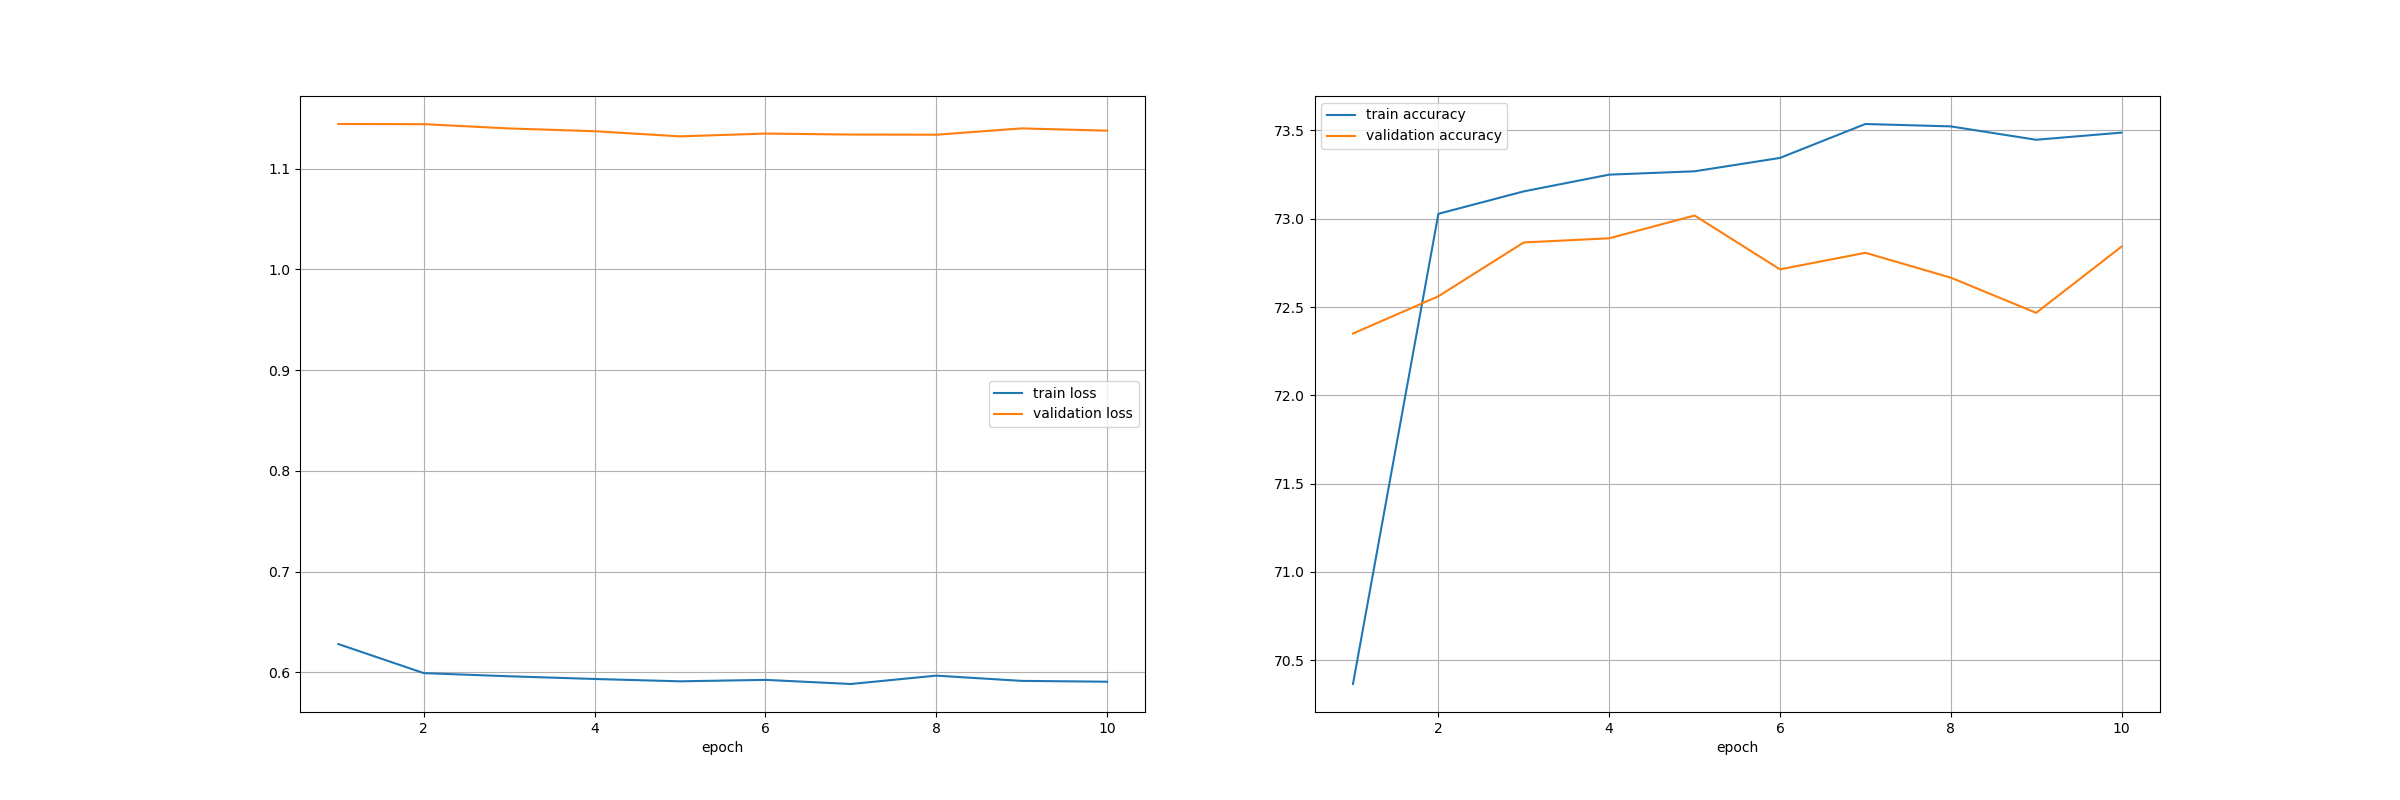 1.1
1.0
0.9
0.8
0.7
0.6
2 4 6 8 10
epoch
train loss
validation loss
73.5
73.0
72.5
72.0
71.5
71.0
70.5
2 4 6 8 10
epoch
train accuracy
validation accuracy